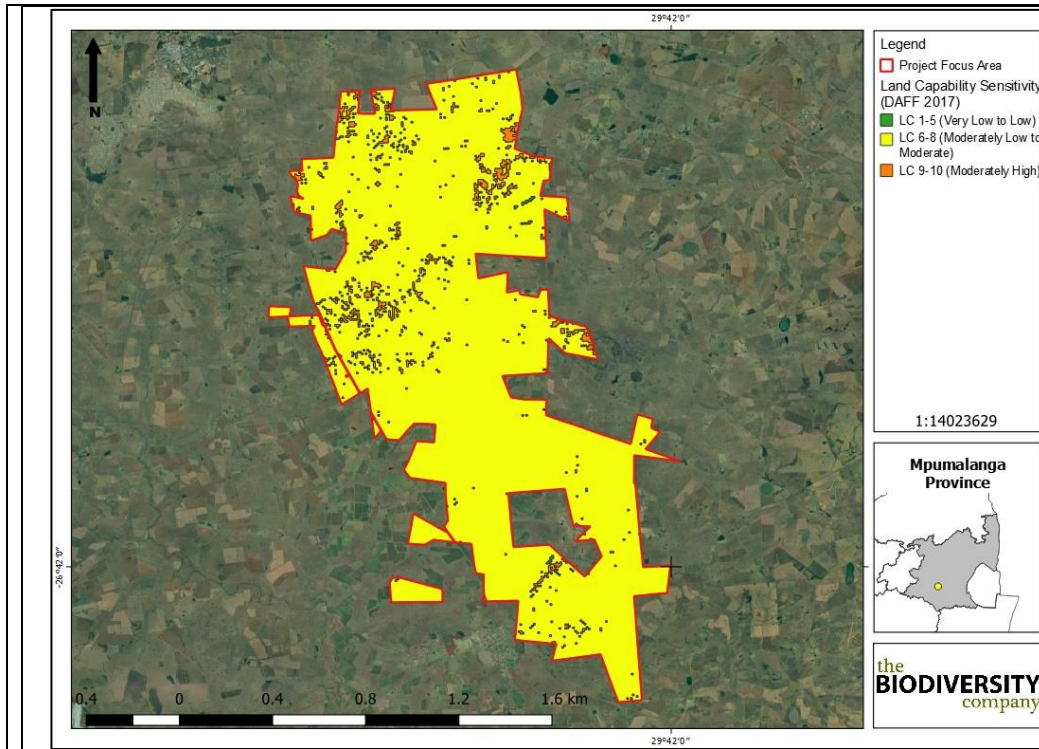 29°42'0"
N
Legend
Project Focus Area
Land Capability Sensitivity
(DAFF 2017)
LC 1-5 (Very Low to Low)
LC 6-8 (Moderately Low to
Moderate)
LC 9-10 (Moderately High)
1:14023629
Mpumalanga
Province
-26°42'0"
0.4 0 0.4 0.8 1.2 1.6 km
the
BIODIVERSITY
company
29°42'0"